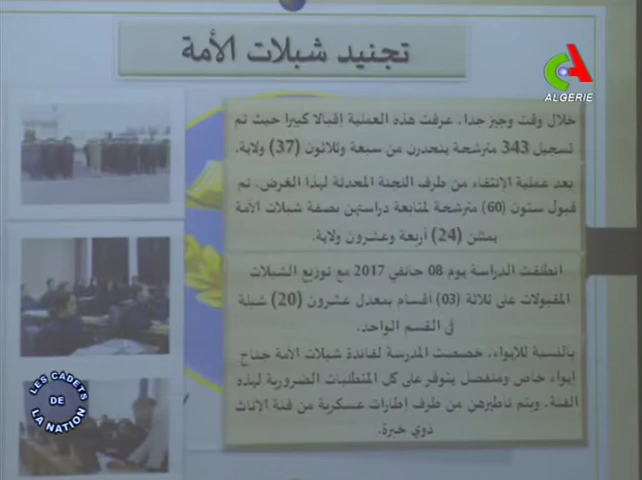 تجنيد شبلات الأمة
ALGERIE
خلال وقت وجيز جدا، عرفت هذه العملية إقبالا كبيرا حيث تم
تسجيل 343 مترشحة ينحدرن من سبعة وثلاثون (37) ولاية.
بعد عملية الإنتقاء من طرف اللجنة المحدثة لهذا الغرض، تم
قبول ستون (60) مترشحة لمتابعة دراستهن بصفة شبلات الأمة
يمثلن (24) أربعة وعشرون ولاية.
انطلقت الدراسة يوم 08 جانفي 2017 مع توزيع الشبلات
المقبولات على ثلاثة (03) أقسام بمعدل عشرون (20) شبلة
في القسم الواحد.
بالنسبة للإيواء، خصصت المدرسة لفائدة شبلات الأمة جناح
إيواء خاص ومنفصل يتوفر على كل المتطلبات الضرورية لهذه
الفئة، ويتم تأطيرهن من طرف إطارات عسكرية من فئة الإناث
ذوي خبرة.
LES CADETS
DE
LA NATION